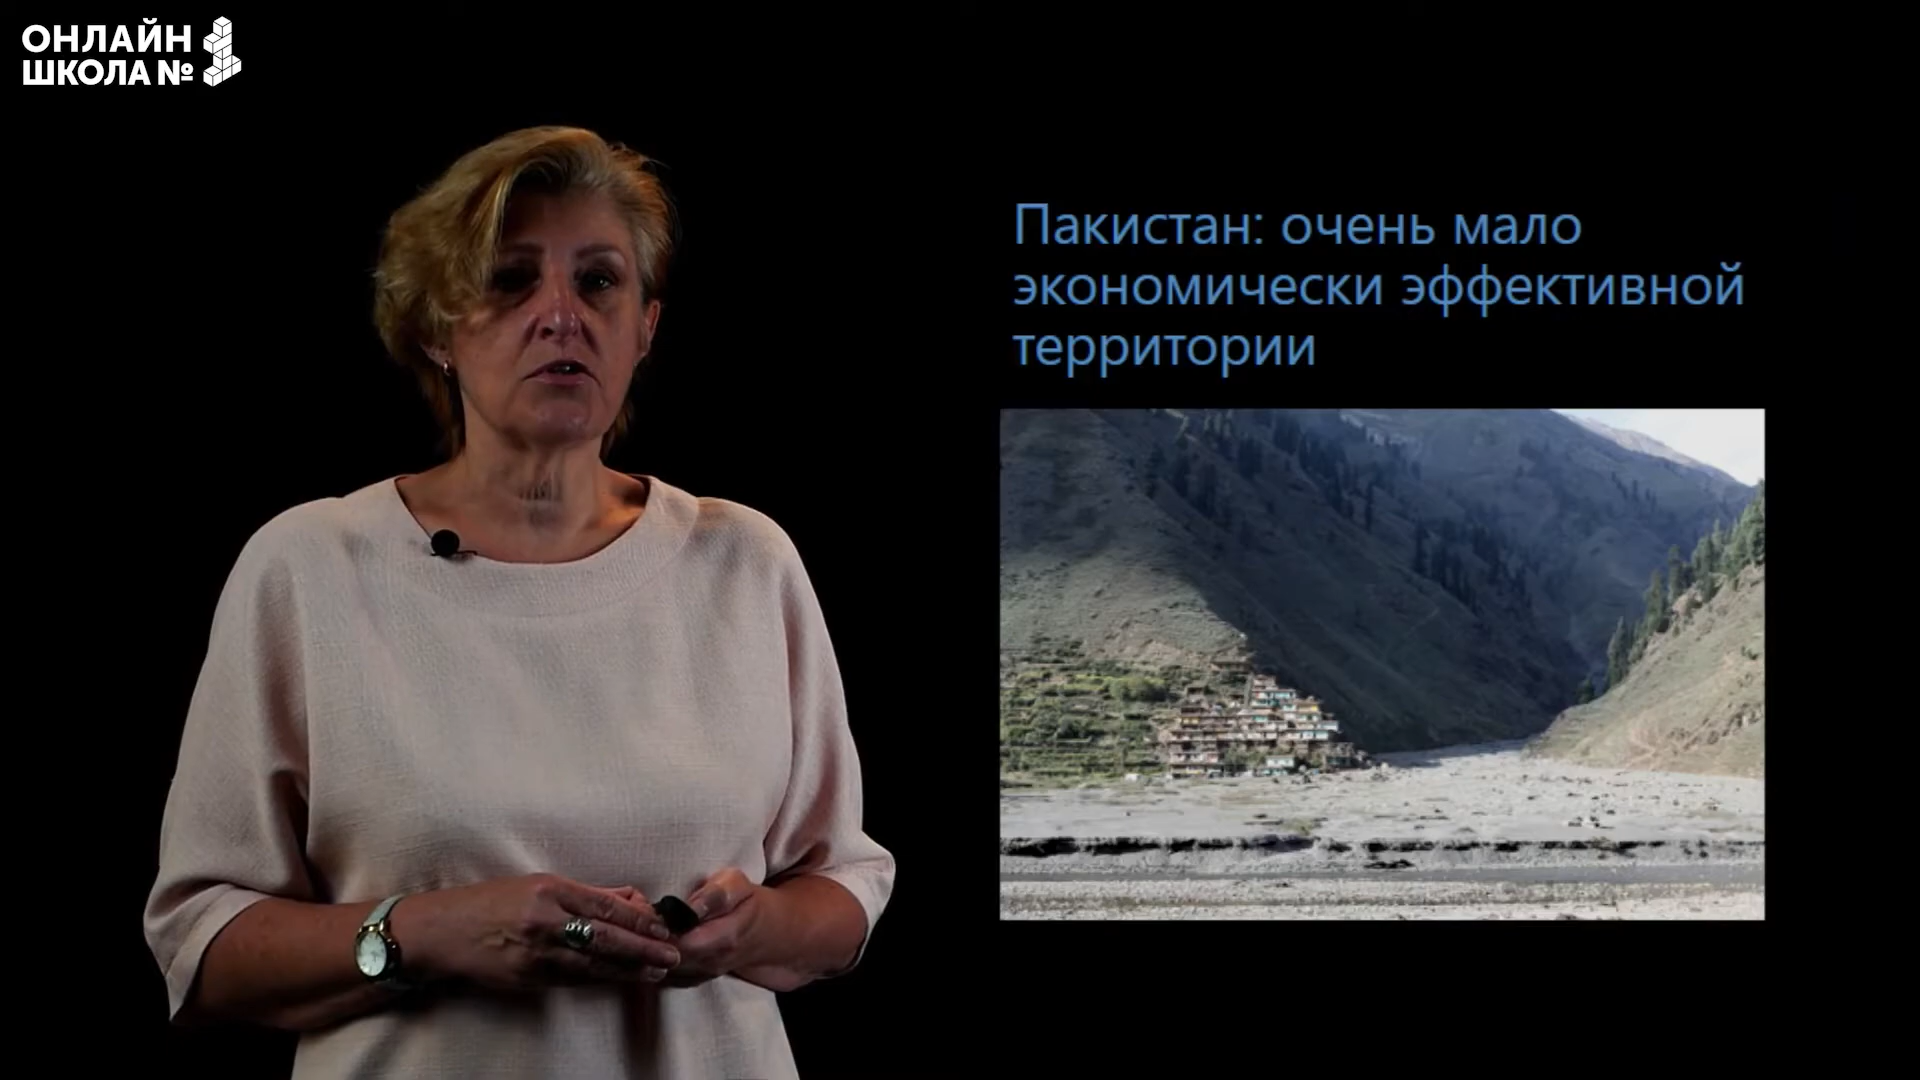 ОНЛАЙН
ШКОЛА №
Пакистан: очень мало
экономически эффективной
территории